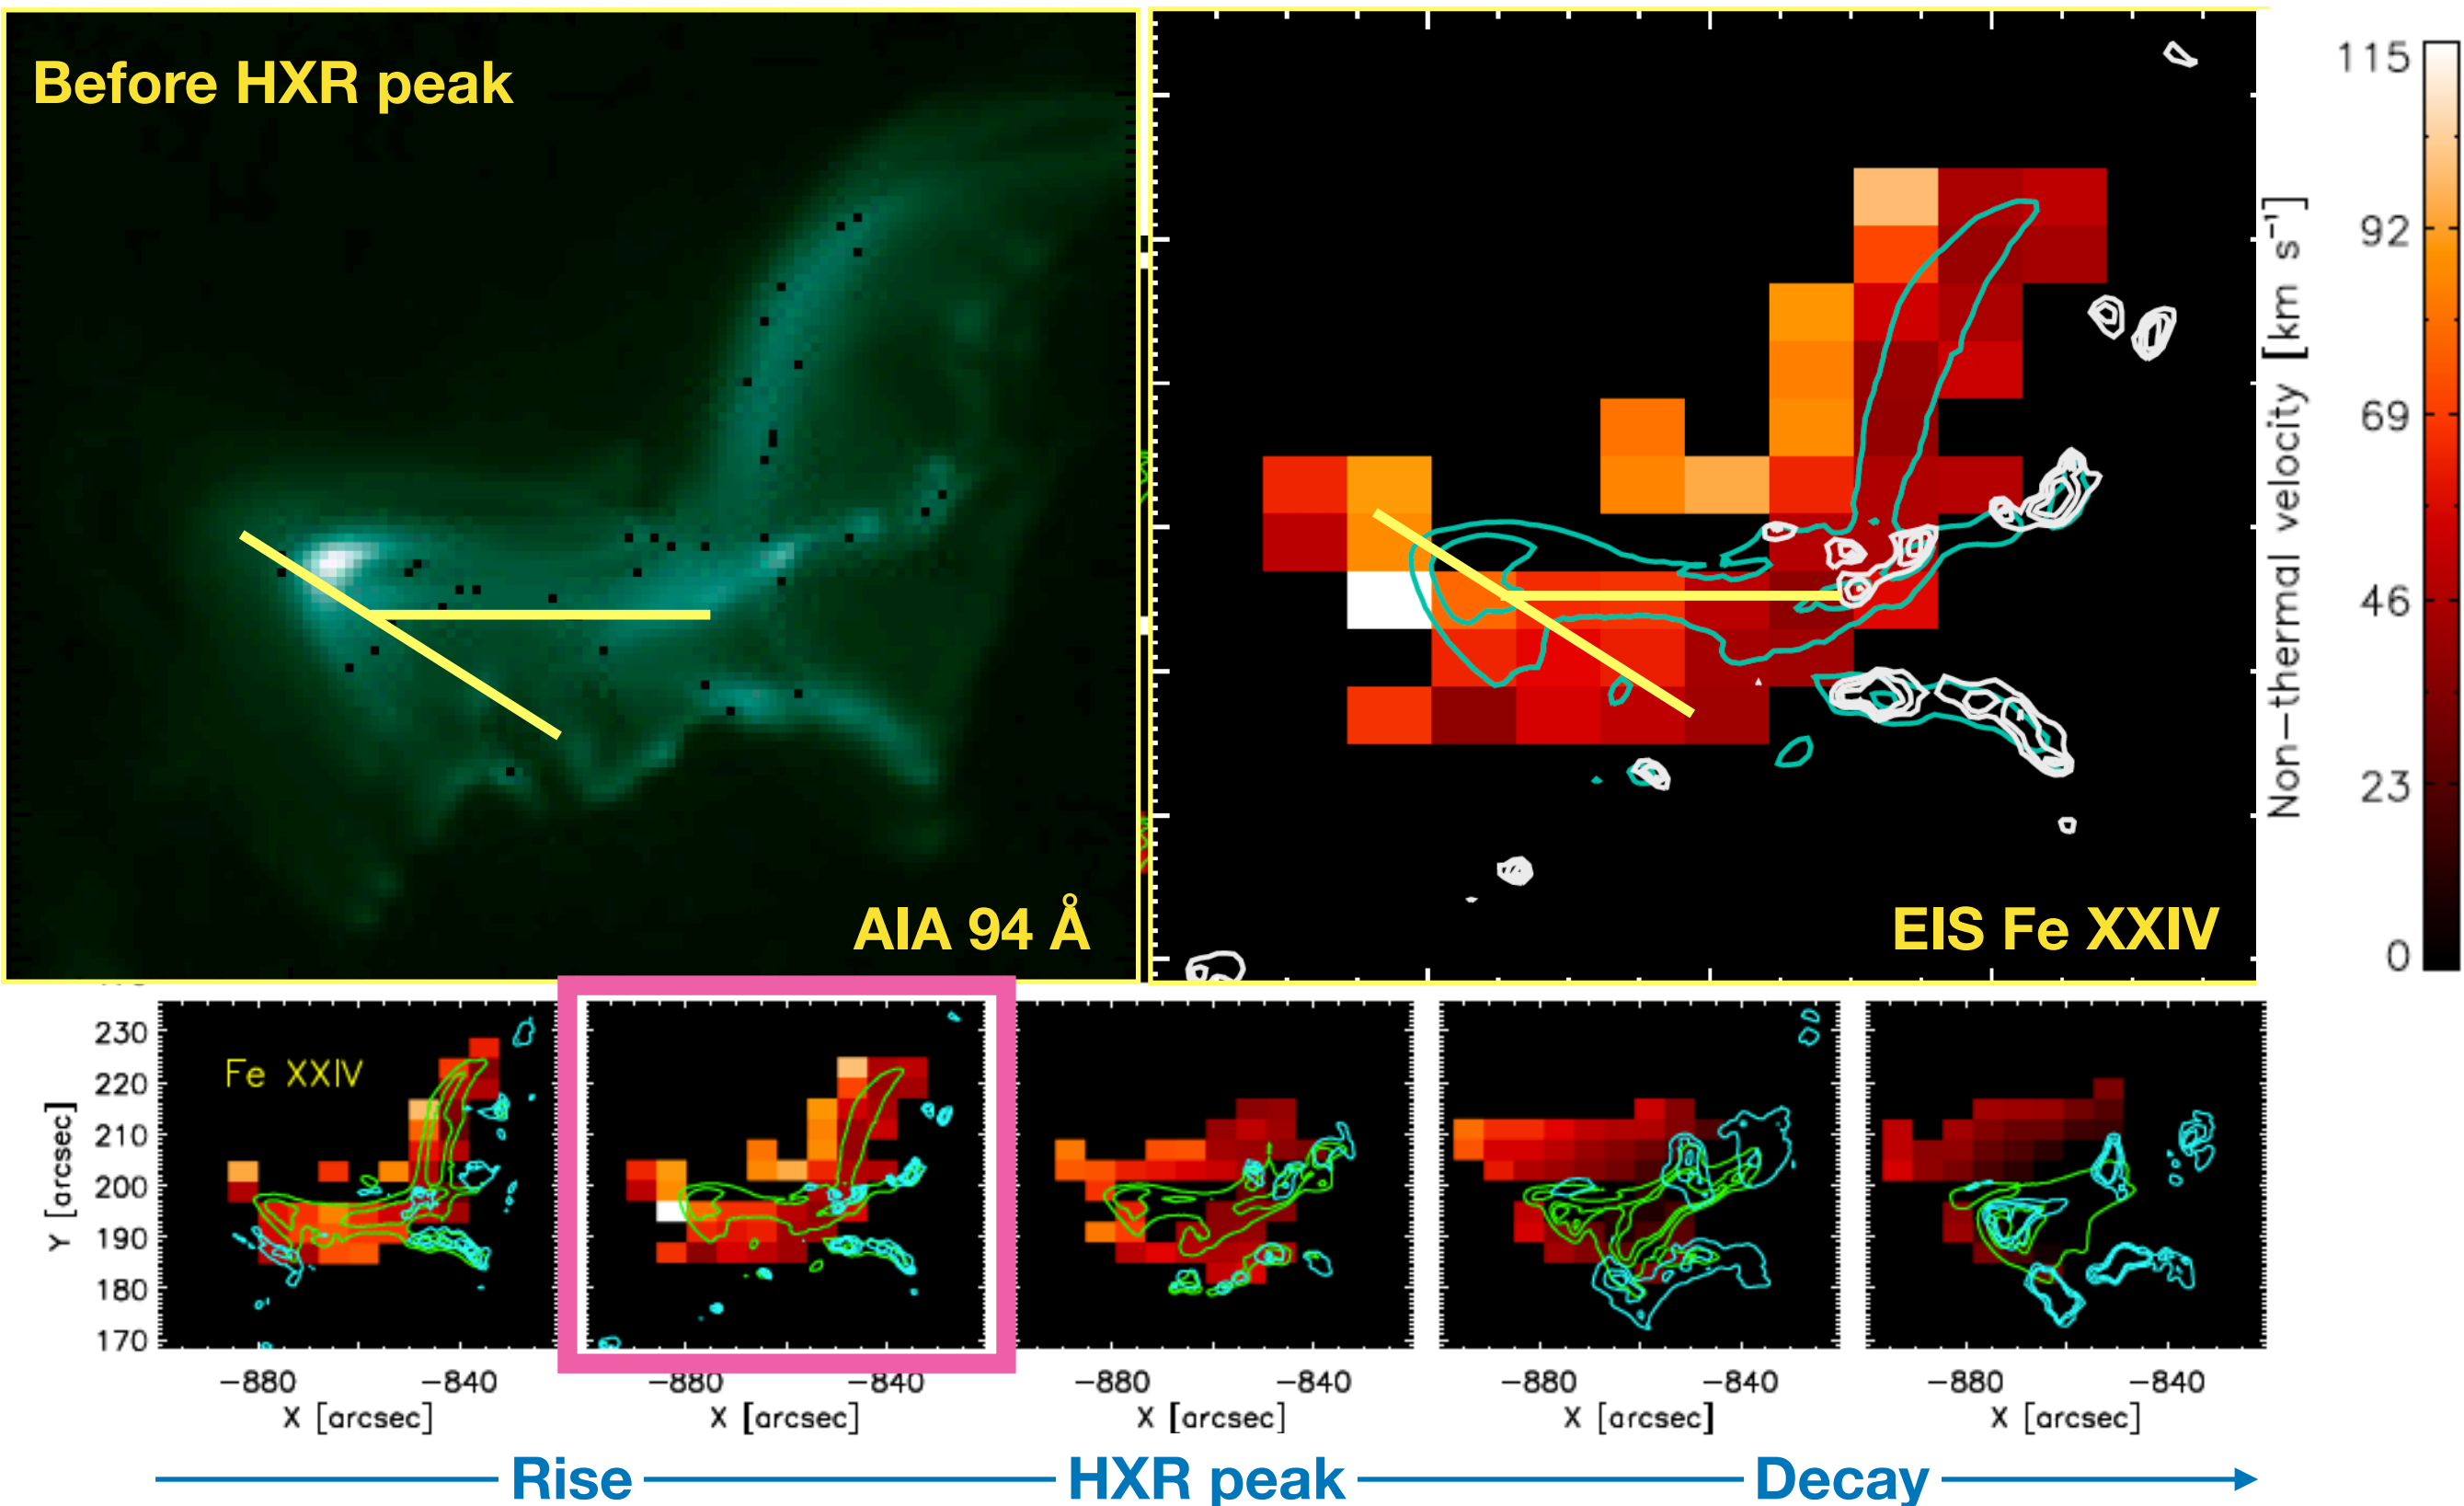 Before HXR peak
AIA 94 Å
EIS Fe XXIV
115
92
69
46
23
0
Non-thermal velocity [km s⁻¹]
Fe XXIV
230
220
210
200
190
180
170
Y [arcsec]
-880 -840 -880 -840 -880 -840 -880 -840 -880 -840
X [arcsec] X [arcsec] X [arcsec] X [arcsec] X [arcsec]
Rise HXR peak Decay